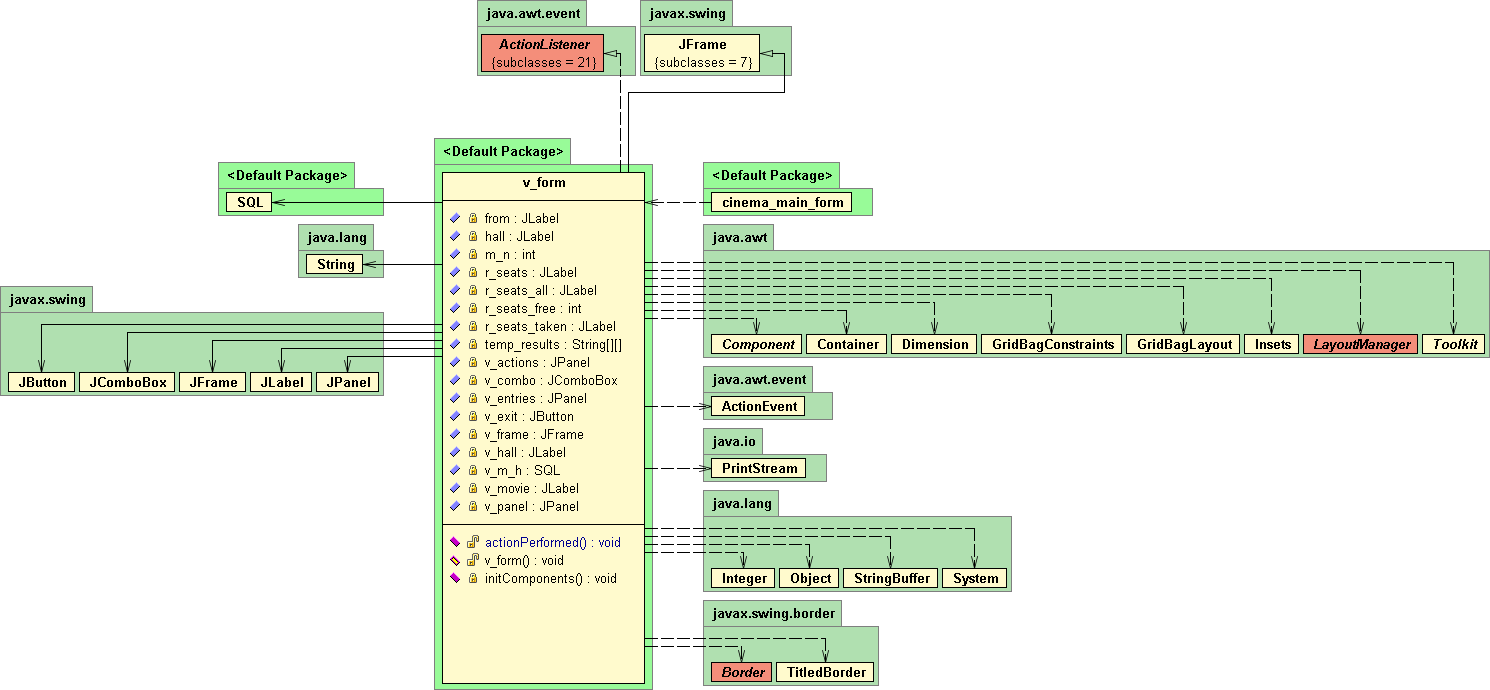 java.awt.event
ActionListener
{subclasses = 21}
javax.swing
JFrame
{subclasses = 7}
<Default Package>
SQL
java.lang
String
javax.swing
JButton
JComboBox
JFrame
JLabel
JPanel
<Default Package>
v_form
from : JLabel
hall : JLabel
m_n : int
r_seats : JLabel
r_seats_all : JLabel
r_seats_free : int
r_seats_taken : JLabel
temp_results : String[][]
v_actions : JPanel
v_combo : JComboBox
v_entries : JPanel
v_exit : JButton
v_frame : JFrame
v_hall : JLabel
v_m_h : SQL
v_movie : JLabel
v_panel : JPanel
actionPerformed() : void
v_form() : void
initComponents() : void
<Default Package>
cinema_main_form
java.awt
Component
Container
Dimension
GridBagConstraints
GridBagLayout
Insets
LayoutManager
Toolkit
java.awt.event
ActionEvent
java.io
PrintStream
java.lang
Integer
Object
StringBuffer
System
javax.swing.border
Border
TitledBorder